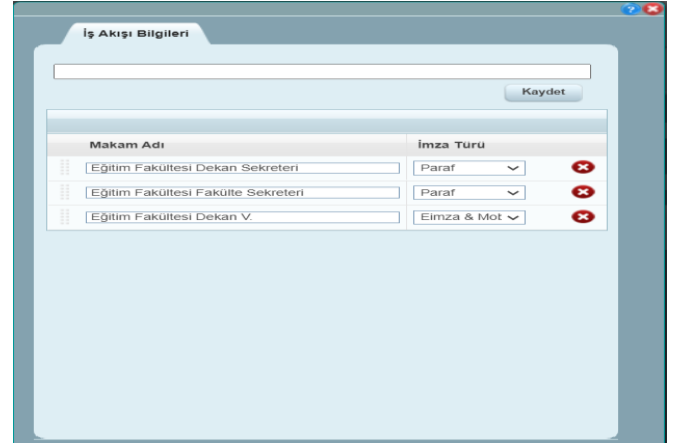 İş Akışı Bilgileri
Kaydet
Makam Adı İmza Türü
Eğitim Fakültesi Dekan Sekreteri Paraf
Eğitim Fakültesi Fakülte Sekreteri Paraf
Eğitim Fakültesi Dekan V. Eimza & Mot